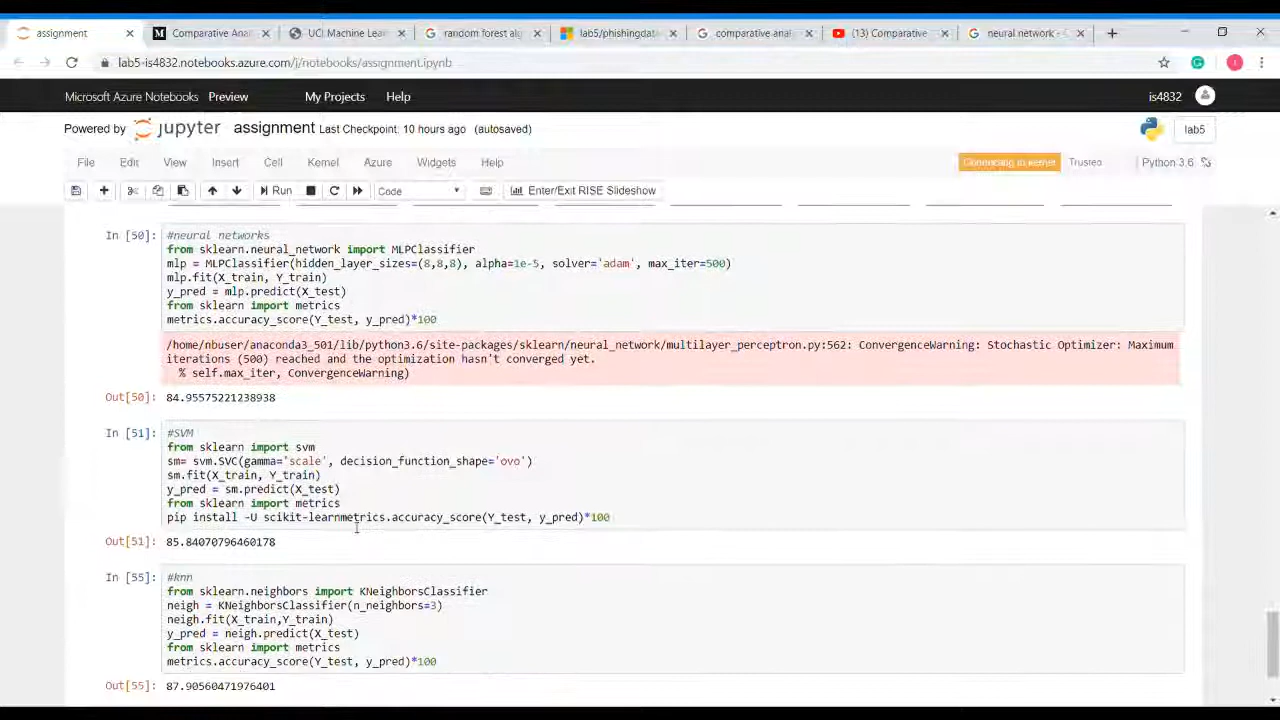 assignment
Comparative Anal
UCI Machine Lea
random forest al
lab5/phishingdat
comparative ana
(13) Comparative
neural network -
lab5-is4832.notebooks.azure.com/j/notebooks/assignment.ipynb
Microsoft Azure Notebooks Preview My Projects Help is4832
Powered by jupyter assignment Last Checkpoint: 10 hours ago (autosaved) lab5
File Edit View Insert Cell Kernel Azure Widgets Help Connecting to kernel Trusted Python 3.6
Run Code Enter/Exit RISE Slideshow
In [50]: #neural networks
from sklearn.neural_network import MLPClassifier
mlp = MLPClassifier(hidden_layer_sizes=(8,8,8), alpha=1e-5, solver='adam', max_iter=500)
mlp.fit(X_train, Y_train)
y_pred = mlp.predict(X_test)
from sklearn import metrics
metrics.accuracy_score(Y_test, y_pred)*100
/home/nbuser/anaconda3_501/lib/python3.6/site-packages/sklearn/neural_network/multilayer_perceptron.py:562: ConvergenceWarning: Stochastic Optimizer: Maximum
iterations (500) reached and the optimization hasn't converged yet.
% self.max_iter, ConvergenceWarning)
Out[50]: 84.95575221238938
In [51]: #SVM
from sklearn import svm
sm= svm.SVC(gamma='scale', decision_function_shape='ovo')
sm.fit(X_train, Y_train)
y_pred = sm.predict(X_test)
from sklearn import metrics
pip install -U scikit-learnmetrics.accuracy_score(Y_test, y_pred)*100
Out[51]: 85.84070796460178
In [55]: #knn
from sklearn.neighbors import KNeighborsClassifier
neigh = KNeighborsClassifier(n_neighbors=3)
neigh.fit(X_train,Y_train)
y_pred = neigh.predict(X_test)
from sklearn import metrics
metrics.accuracy_score(Y_test, y_pred)*100
Out[55]: 87.90560471976401